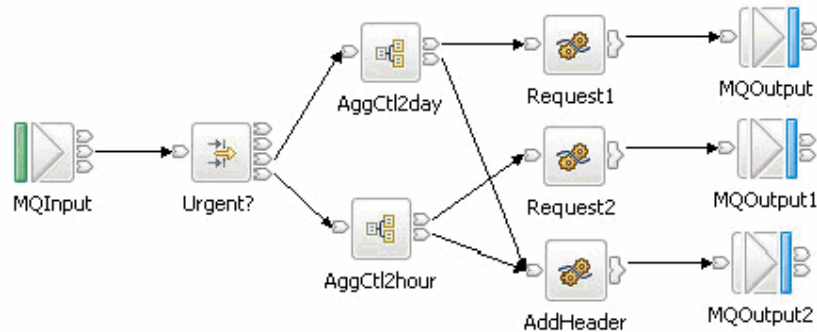 AggCtl2day
Request1
MQOutput
MQInput
Urgent?
Request2
MQOutput1
AggCtl2hour
AddHeader
MQOutput2